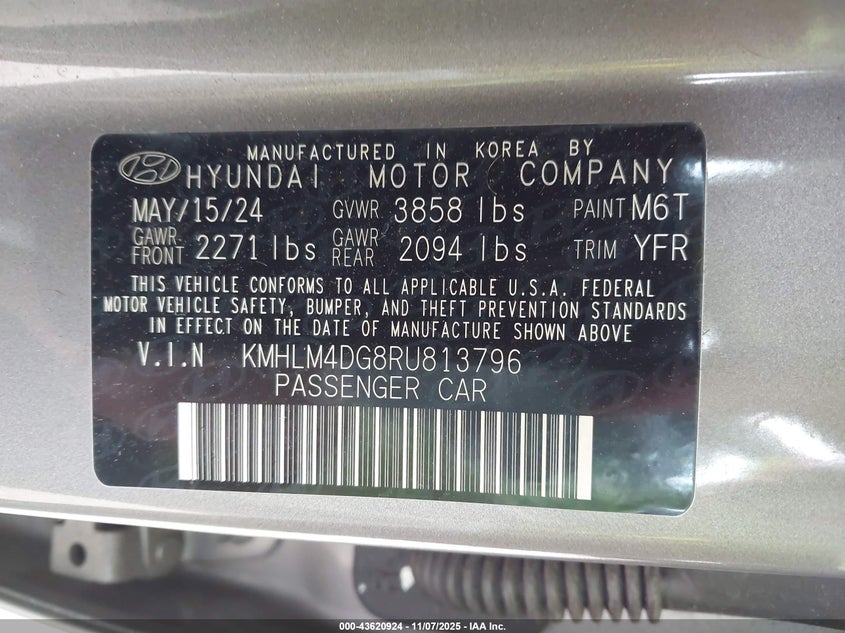 MANUFACTURED IN KOREA BY
HYUNDAI MOTOR COMPANY
MAY/15/24 GVWR 3858 lbs PAINT M6T
GAWR FRONT 2271 lbs GAWR REAR 2094 lbs TRIM YFR
THIS VEHICLE CONFORMS TO ALL APPLICABLE U.S.A. FEDERAL
MOTOR VEHICLE SAFETY, BUMPER, AND THEFT PREVENTION STANDARDS
IN EFFECT ON THE DATE OF MANUFACTURE SHOWN ABOVE
V.I.N KMHLM4DG8RU813796
PASSENGER CAR
000-43620924 - 11/07/2025 - IAA Inc.